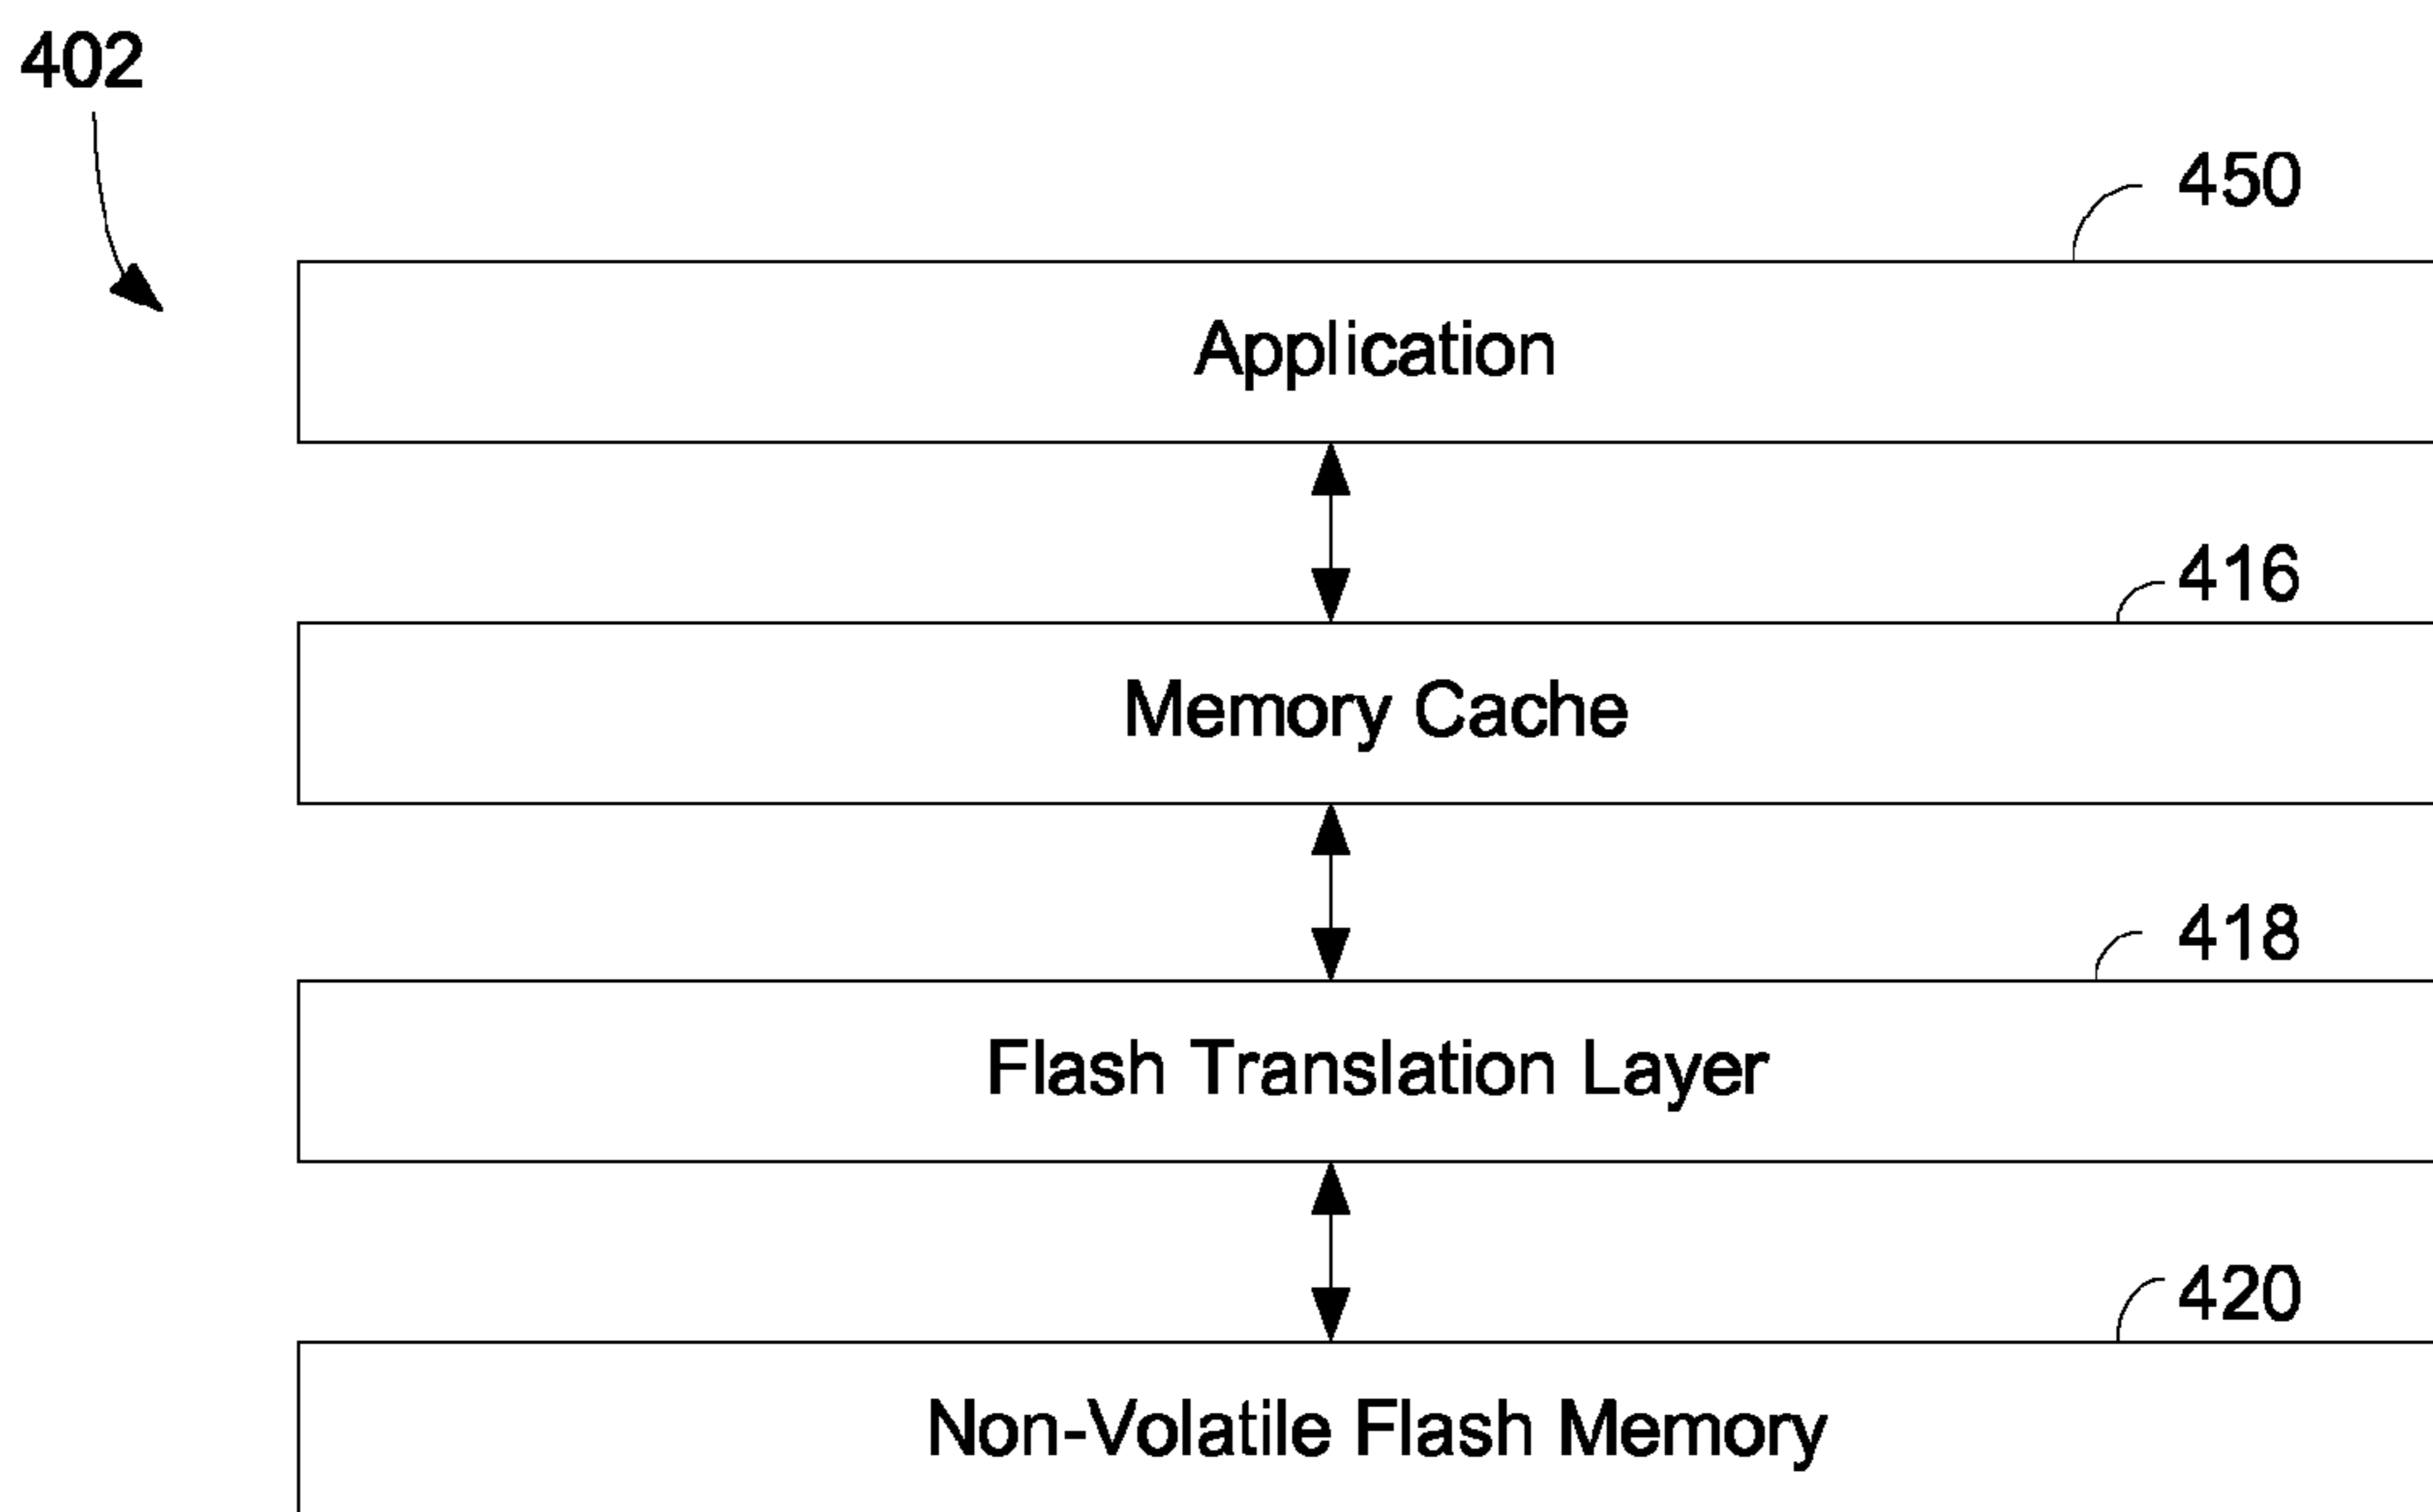 402
450
Application
416
Memory Cache
418
Flash Translation Layer
420
Non-Volatile Flash Memory